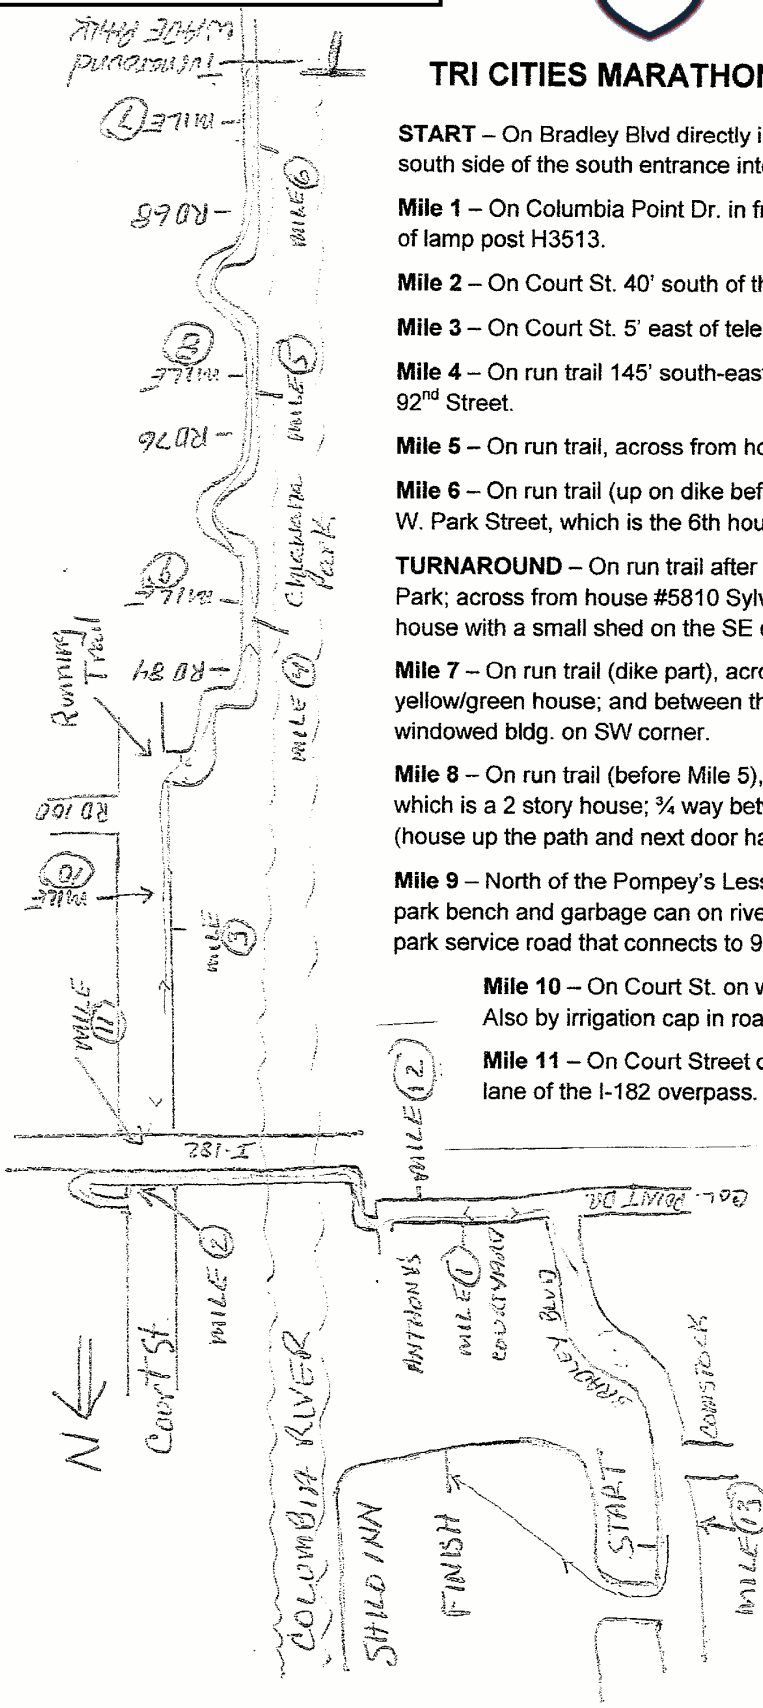 TRI CITIES MARATHON
START – On Bradley Blvd directly i
south side of the south entrance int
Mile 1 – On Columbia Point Dr. in f
of lamp post H3513.
Mile 2 – On Court St. 40' south of t
Mile 3 – On Court St. 5' east of tele
Mile 4 – On run trail 145' south-east
92nd Street.
Mile 5 – On run trail, across from ho
Mile 6 – On run trail (up on dike bef
W. Park Street, which is the 6th hou
TURNAROUND – On run trail after
Park; across from house #5810 Sylv
house with a small shed on the SE
Mile 7 – On run trail (dike part), acro
yellow/green house; and between th
windowed bldg. on SW corner.
Mile 8 – On run trail (before Mile 5),
which is a 2 story house; ¾ way bet
(house up the path and next door ha
Mile 9 – North of the Pompey's Less
park bench and garbage can on rive
park service road that connects to 9
Mile 10 – On Court St. on w
Also by irrigation cap in roa
Mile 11 – On Court Street o
lane of the I-182 overpass.
WADE PARK
Turnaround
MILE 7
MILE 6
RD 68
MILE 8
MILE 5
RD 76
Chiawana
Park
MILE 9
Running
Trail
RD 84
MILE 4
RD 100
MILE 10
MILE 3
MILE 11
MILE 12
I-182
COL. POINT DR.
MILE 2
ANTHONYS
MILE 1
COURTYARD
BRADLEY BLVD
N
Court St
COLUMBIA RIVER
COMSTOCK
SHILO INN
FINISH
START
MILE 13